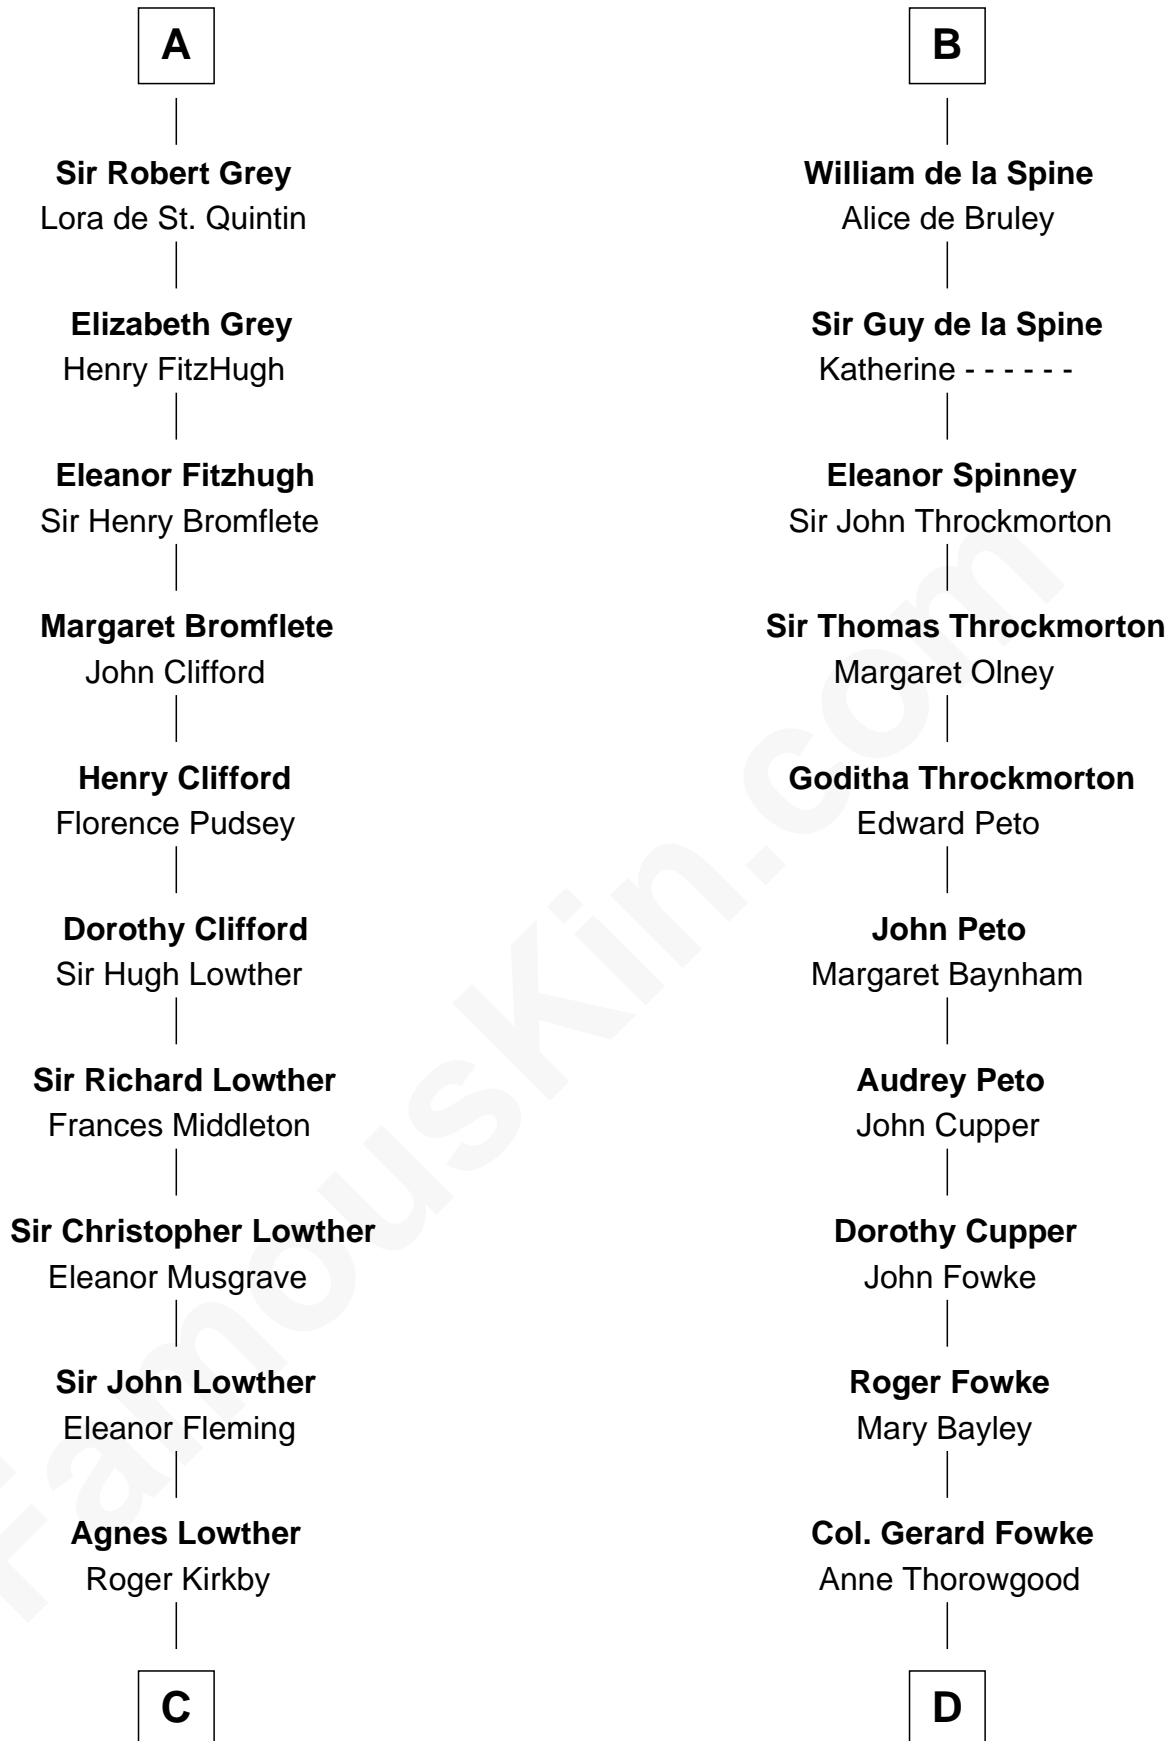 A
Sir Robert Grey
Lora de St. Quintin
Elizabeth Grey
Henry FitzHugh
Eleanor Fitzhugh
Sir Henry Bromflete
Margaret Bromflete
John Clifford
Henry Clifford
Florence Pudsey
Dorothy Clifford
Sir Hugh Lowther
Sir Richard Lowther
Frances Middleton
Sir Christopher Lowther
Eleanor Musgrave
Sir John Lowther
Eleanor Fleming
Agnes Lowther
Roger Kirkby
C
B
William de la Spine
Alice de Bruley
Sir Guy de la Spine
Katherine - - - - - -
Eleanor Spinney
Sir John Throckmorton
Sir Thomas Throckmorton
Margaret Olney
Goditha Throckmorton
Edward Peto
John Peto
Margaret Baynham
Audrey Peto
John Cupper
Dorothy Cupper
John Fowke
Roger Fowke
Mary Bayley
Col. Gerard Fowke
Anne Thorowgood
D
FamousKin.com